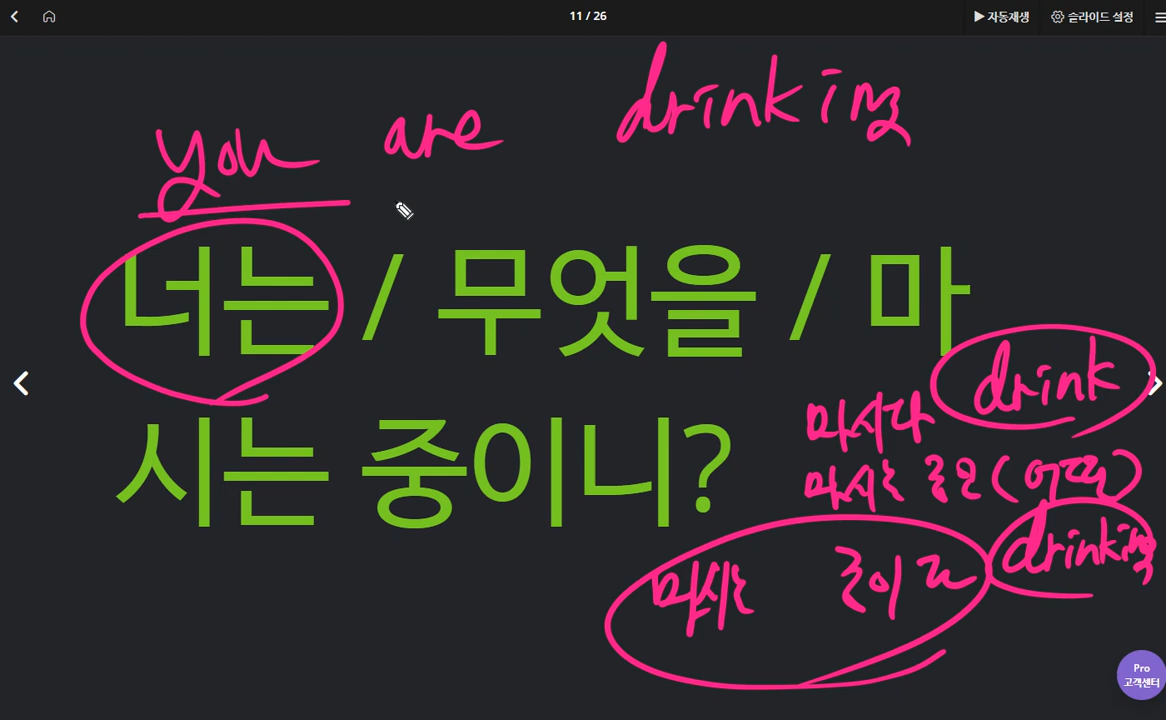 11 / 26
▶ 자동재생
슬라이드 설정
you are drinking
너는 / 무엇을 / 마
시는 중이니?
drink
마시다
마시는 중인 (어떤)
drinking
마시는 중이고
Pro
고객센터